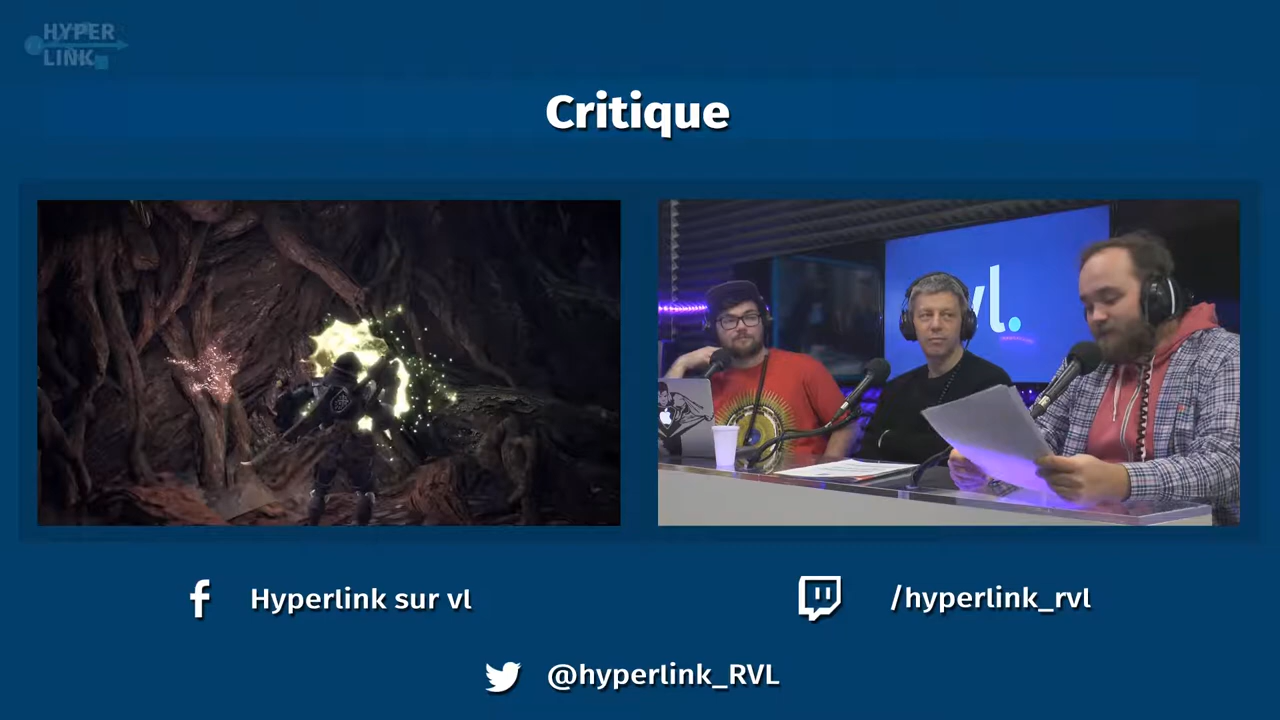 HYPER
LINK
Critique
vl.
Hyperlink sur vl
/hyperlink_rvl
@hyperlink_RVL